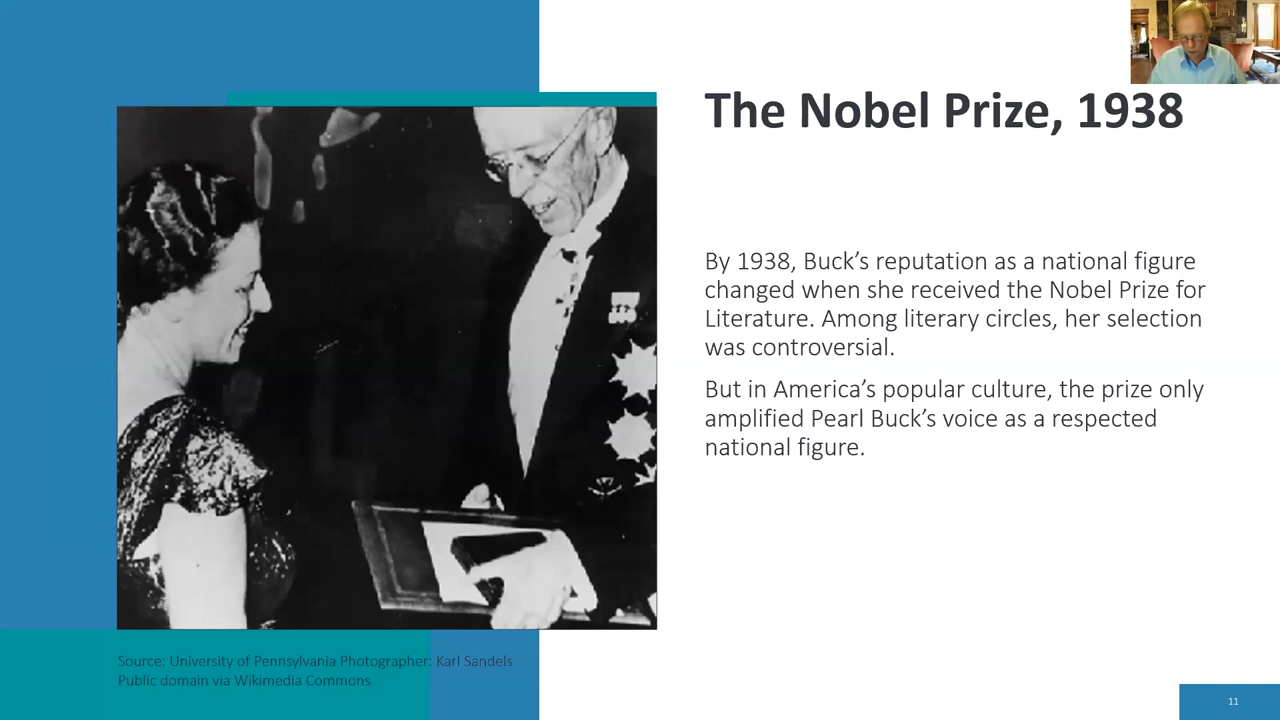 The Nobel Prize, 1938
By 1938, Buck’s reputation as a national figure
changed when she received the Nobel Prize for
Literature. Among literary circles, her selection
was controversial.
But in America’s popular culture, the prize only
amplified Pearl Buck’s voice as a respected
national figure.
Source: University of Pennsylvania Photographer: Karl Sandels
Public domain via Wikimedia Commons
11